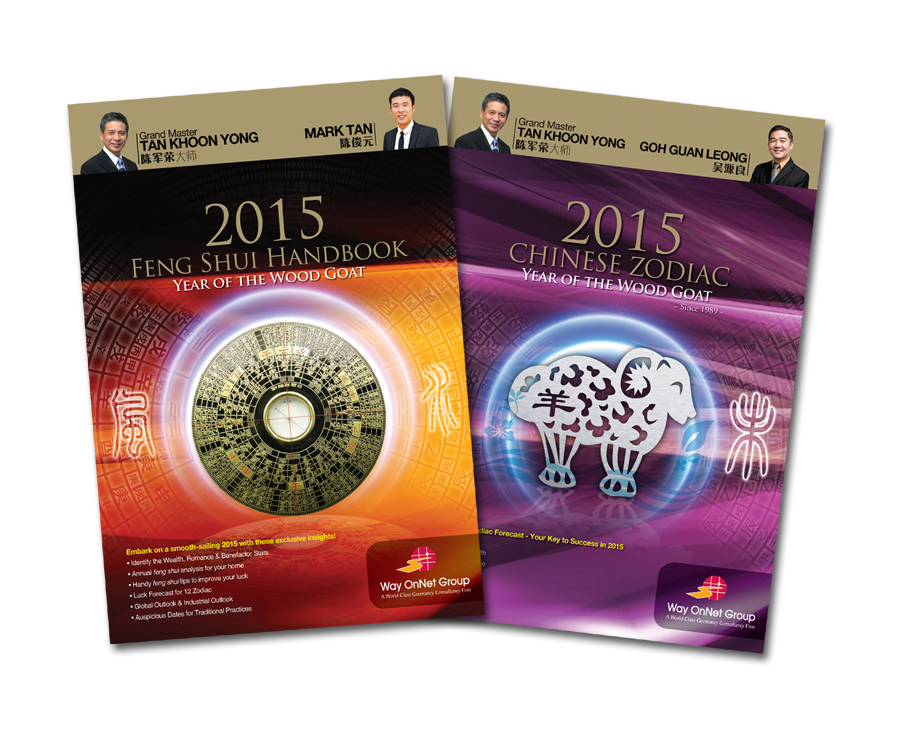 Grand Master
TAN KHOON YONG
陈军荣大师
MARK TAN
陈俊元
2015
FENG SHUI HANDBOOK
YEAR OF THE WOOD GOAT
風
水
Embark on a smooth-sailing 2015 with these exclusive insights!
• Identify the Wealth, Romance & Benefactor Stars
• Annual feng shui analysis for your home
• Handy feng shui tips to improve your luck
• Luck Forecast for 12 Zodiac
• Global Outlook & Industrial Outlook
• Auspicious Dates for Traditional Practices
Way OnNet Group
A World Class Geomancy Consultancy Firm
Grand Master
TAN KHOON YONG
陈军荣大师
GOH GUAN LEONG
吴源良
2015
CHINESE ZODIAC
YEAR OF THE WOOD GOAT
– Since 1989 –
羊
Forecast - Your Key to Success in 2015
Way OnNet Group
A World Class Geomancy Consultancy Firm